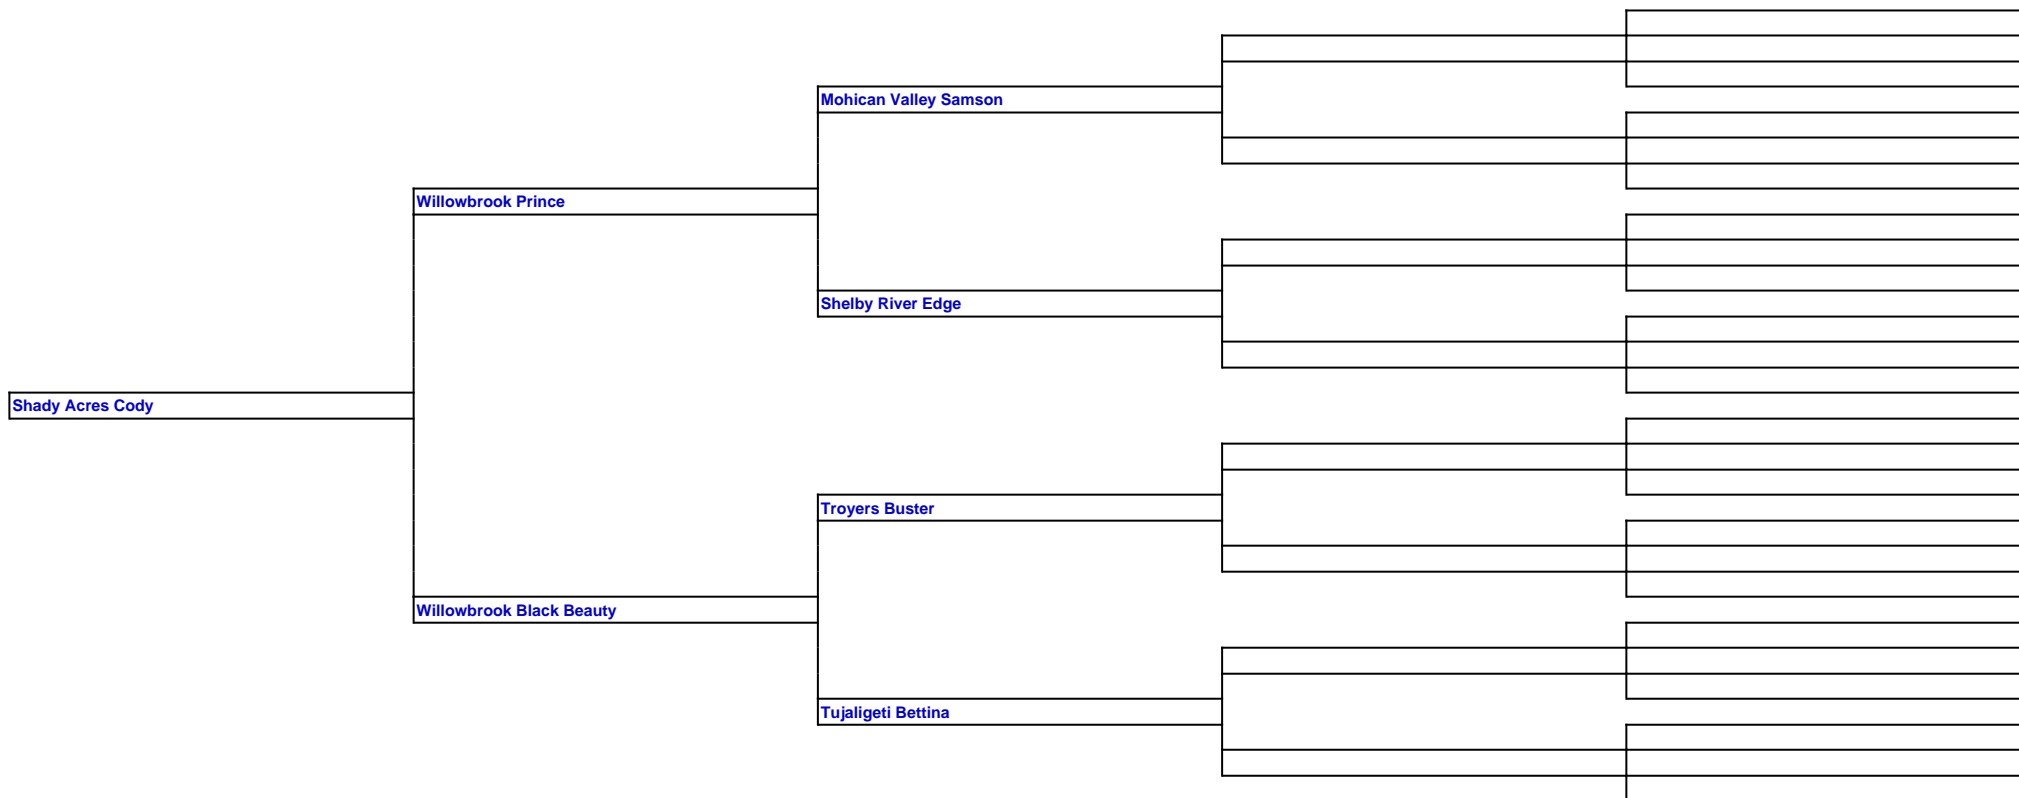 Mohican Valley Samson
Willowbrook Prince
Shelby River Edge
Shady Acres Cody
Troyers Buster
Willowbrook Black Beauty
Tujaligeti Bettina